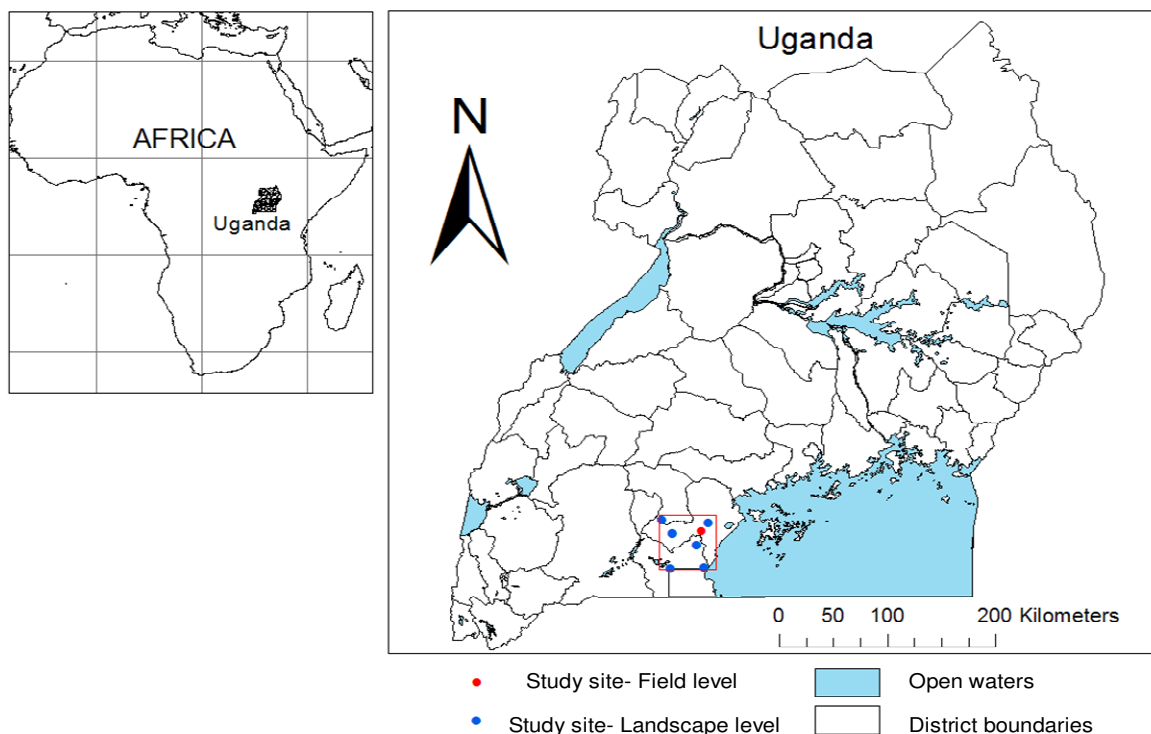 AFRICA
Uganda
Uganda
N
0 50 100 200 Kilometers
Study site- Field level
Open waters
Study site- Landscape level
District boundaries